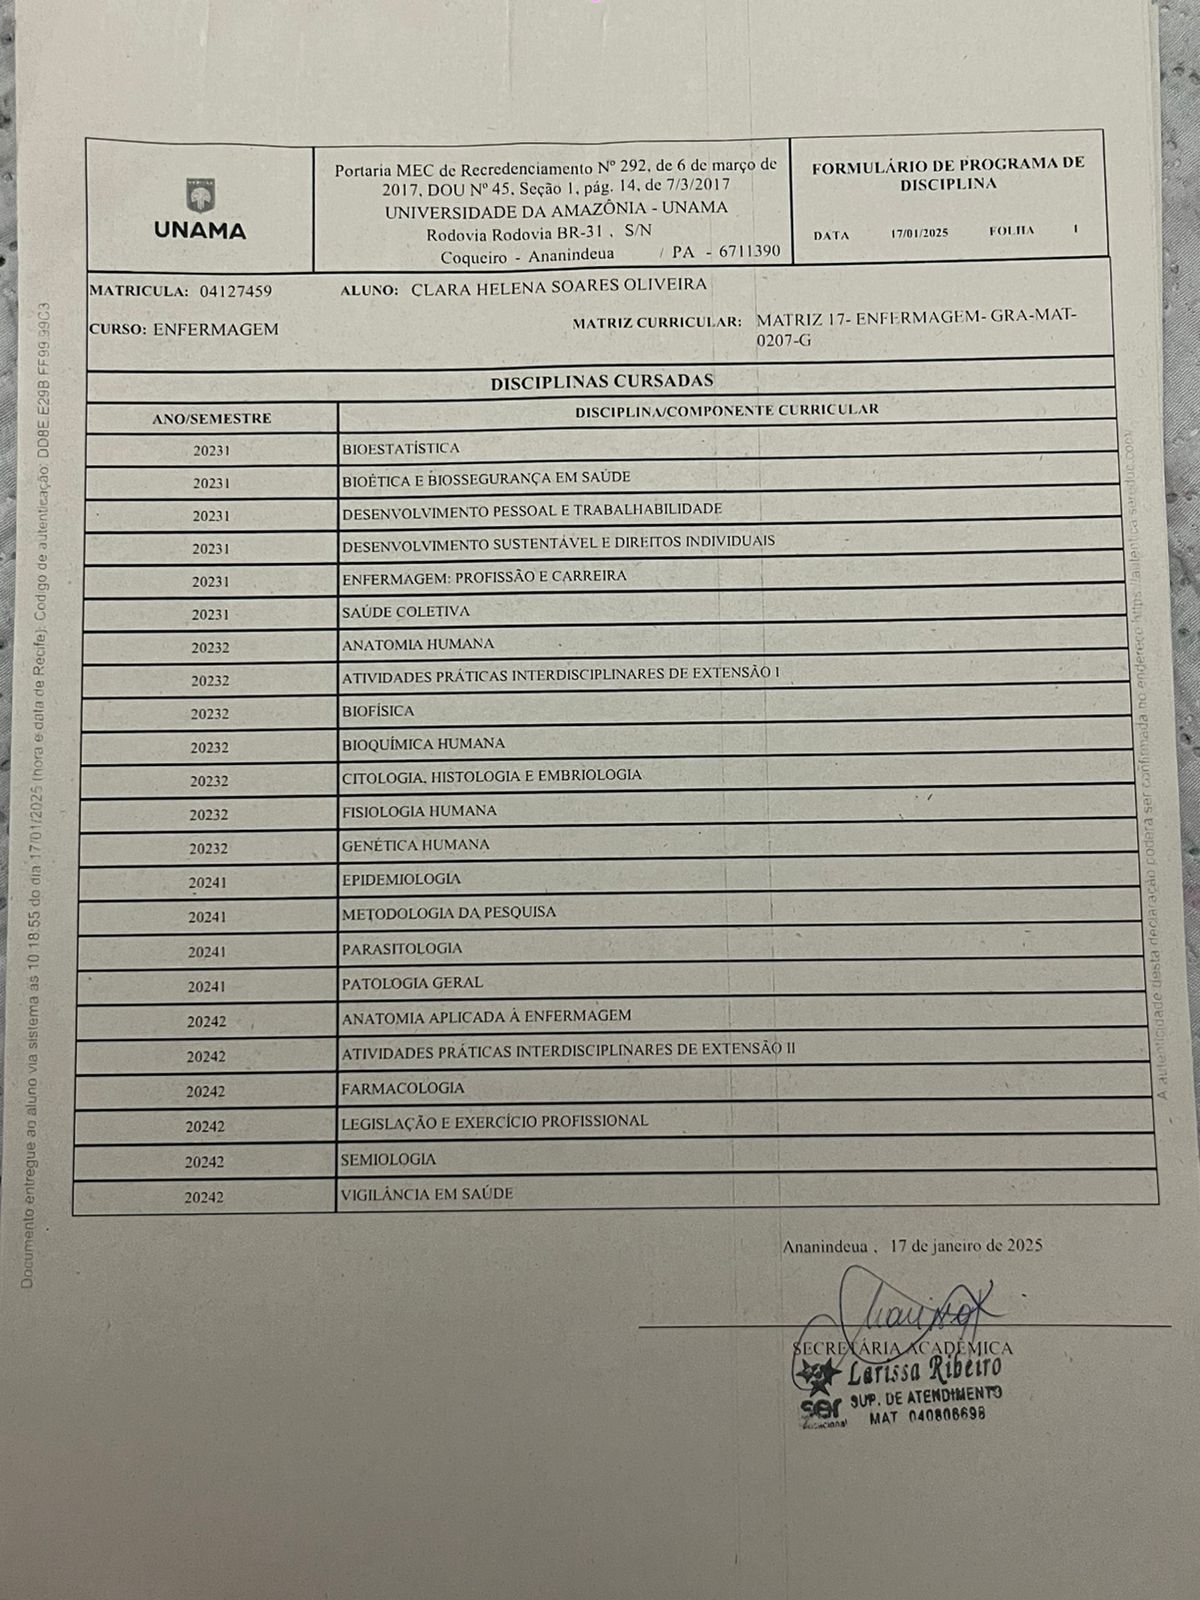 UNAMA
Portaria MEC de Recredenciamento Nº 292, de 6 de março de
2017, DOU Nº 45, Seção 1, pág. 14, de 7/3/2017
UNIVERSIDADE DA AMAZÔNIA - UNAMA
Rodovia Rodovia BR-31 , S/N
Coqueiro - Ananindeua / PA - 6711390
FORMULÁRIO DE PROGRAMA DE
DISCIPLINA
DATA 17/01/2025 FOLHA 1
MATRICULA: 04127459 ALUNO: CLARA HELENA SOARES OLIVEIRA
CURSO: ENFERMAGEM MATRIZ CURRICULAR: MATRIZ 17- ENFERMAGEM- GRA-MAT-
0207-G
DISCIPLINAS CURSADAS
ANO/SEMESTRE DISCIPLINA/COMPONENTE CURRICULAR
20231 BIOESTATÍSTICA
20231 BIOÉTICA E BIOSSEGURANÇA EM SAÚDE
20231 DESENVOLVIMENTO PESSOAL E TRABALHABILIDADE
20231 DESENVOLVIMENTO SUSTENTÁVEL E DIREITOS INDIVIDUAIS
20231 ENFERMAGEM: PROFISSÃO E CARREIRA
20231 SAÚDE COLETIVA
20232 ANATOMIA HUMANA
20232 ATIVIDADES PRÁTICAS INTERDISCIPLINARES DE EXTENSÃO I
20232 BIOFÍSICA
20232 BIOQUÍMICA HUMANA
20232 CITOLOGIA, HISTOLOGIA E EMBRIOLOGIA
20232 FISIOLOGIA HUMANA
20232 GENÉTICA HUMANA
20241 EPIDEMIOLOGIA
20241 METODOLOGIA DA PESQUISA
20241 PARASITOLOGIA
20241 PATOLOGIA GERAL
20242 ANATOMIA APLICADA À ENFERMAGEM
20242 ATIVIDADES PRÁTICAS INTERDISCIPLINARES DE EXTENSÃO II
20242 FARMACOLOGIA
20242 LEGISLAÇÃO E EXERCÍCIO PROFISSIONAL
20242 SEMIOLOGIA
20242 VIGILÂNCIA EM SAÚDE
Ananindeua , 17 de janeiro de 2025
SECRETÁRIA ACADÊMICA
Larissa Ribeiro
SUP. DE ATENDIMENTO
MAT 040806698
ser
educacional
Documento entregue ao aluno via sistema às 10:18:55 do dia 17/01/2025 (hora e data de Recife). Código de autenticação: DD8E.E29B.FF99.99C3
A autenticidade desta declaração poderá ser confirmada no endereço https://autentica.sereduc.com/